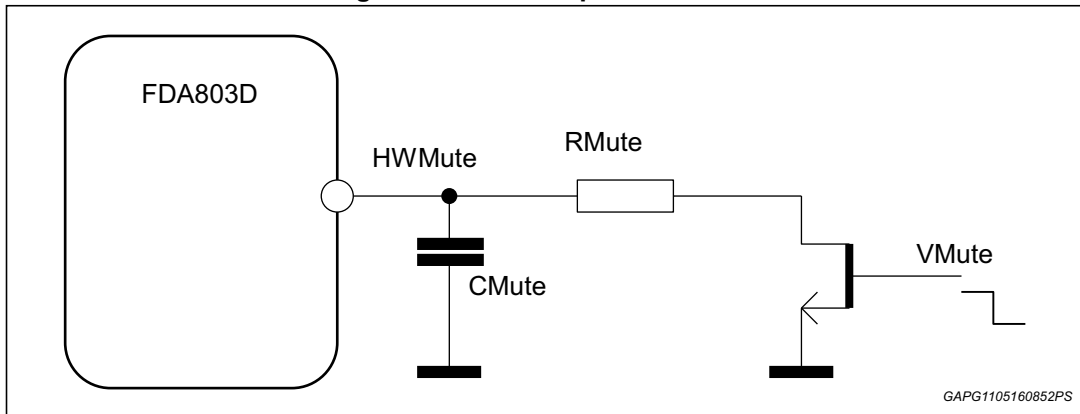 FDA803D
HWMute
RMute
CMute
VMute
GAPG1105160852PS